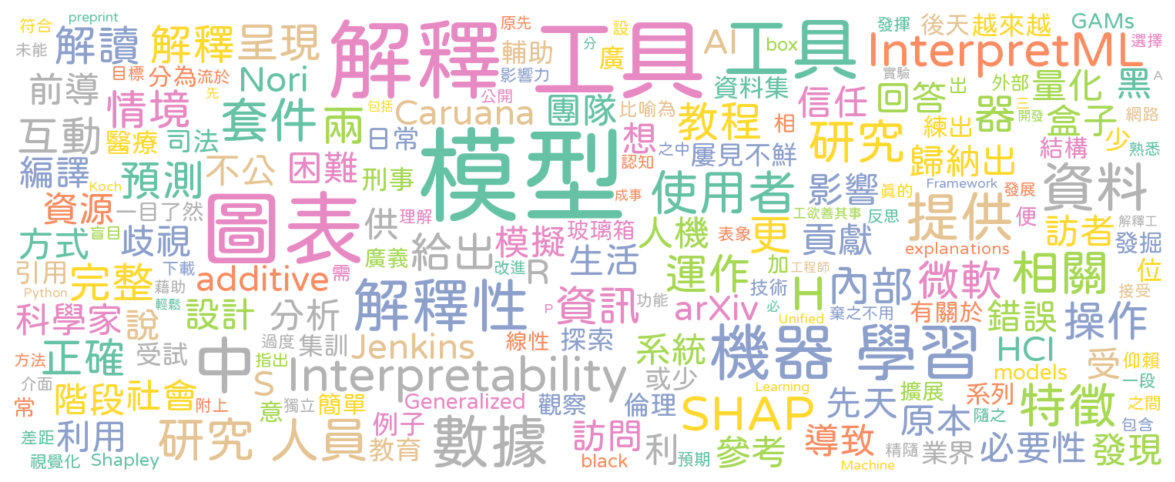 符合 preprint
未能 解讀 解釋 呈現 解釋 工具 工具
原先 設 分 輔助 廣 AI box
發揮 後天 越來越 GAMs
InterpretML 選擇
目標 分為 流於 影響力 資料集 實驗 出 外部 量化 黑 A
前導 情境 Nori 先 套件 包括 公開 Caruana 團隊 比喻為 教程 信任 回答 器 盒子 網路
三 開發
互動 醫療 司法 兩 日常 模型 想 相 研究 練出 少
認知 之中 屢見不鮮 歸納出 結構 熟悉
編譯 Koch 預測 不公 困難 刑事 成事 使用者 影響 Framework 資料
資源 一目了然 圖表 供 理解 模擬 玻璃箱 人機 工欲善其事 反思 眞的 發展 提供 便 解釋工
方式 盲目 歧視 給出 廣義 表象 更 貢獻 explanations 訪者 發掘
引用 完整 下載 additive 需 R 改進 生活 運作 加 工程師 H 內部 微軟 相關 位
Python 藉助 輕鬆 解釋性 P 資訊 功能 arXiv 技術 必 棄之不用 有關於 接受
科學家 說 設計 分析 Unified 錯誤 操作
方法 正確 受試 過度 指出 集訓 Jenkins 線性 探索 系統 機器 學習 HCI 受 仰賴
介面 中 S Interpretability 或少 Learning models 一段
階段 社會 意 獨立 簡單 Generalized 觀察 倫理 SHAP 先天 擴展 系列 特徵 之間
常 附上 例子 原本 隨之 包含
差距 利用 研究 人員 教育 數據 訪問 利 參考 導致 精隨 業界 必要性 發現
視覺化 Shapley black 預期 Machine